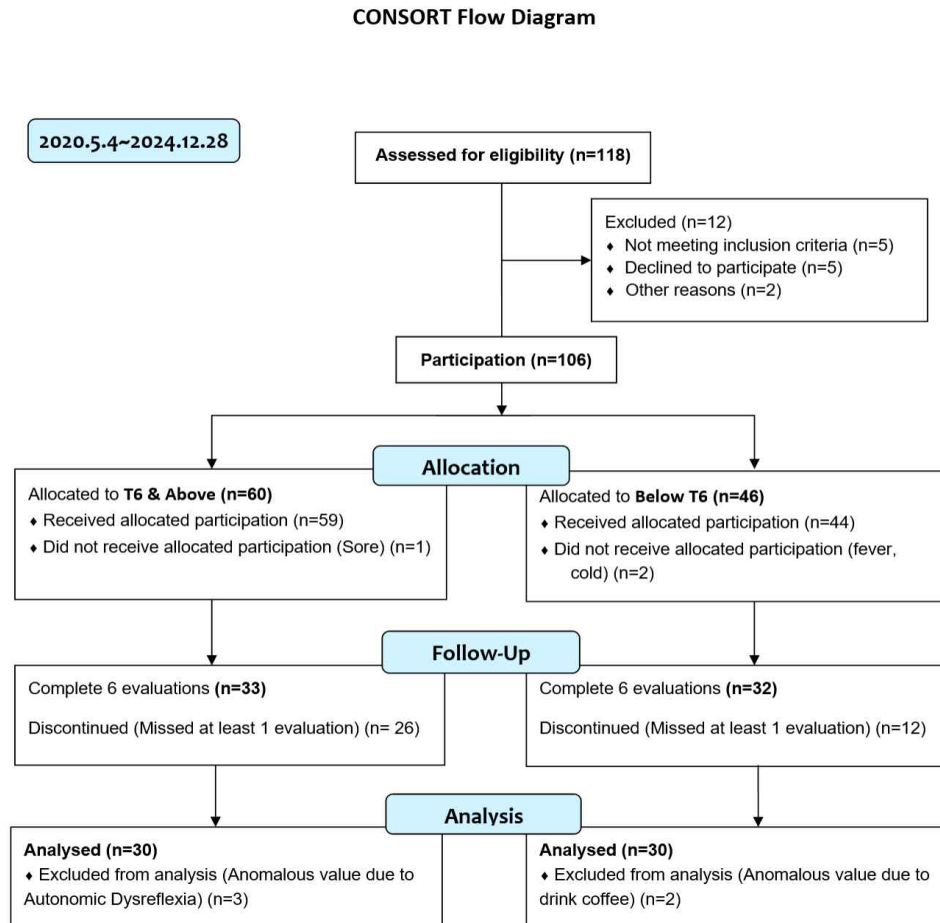 CONSORT Flow Diagram
2020.5.4~2024.12.28
Assessed for eligibility (n=118)
Excluded (n=12)
♦ Not meeting inclusion criteria (n=5)
♦ Declined to participate (n=5)
♦ Other reasons (n=2)
Participation (n=106)
Allocation
Allocated to T6 & Above (n=60)
♦ Received allocated participation (n=59)
♦ Did not receive allocated participation (Sore) (n=1)
Allocated to Below T6 (n=46)
♦ Received allocated participation (n=44)
♦ Did not receive allocated participation (fever,
cold) (n=2)
Follow-Up
Complete 6 evaluations (n=33)
Discontinued (Missed at least 1 evaluation) (n= 26)
Complete 6 evaluations (n=32)
Discontinued (Missed at least 1 evaluation) (n=12)
Analysis
Analysed (n=30)
♦ Excluded from analysis (Anomalous value due to
Autonomic Dysreflexia) (n=3)
Analysed (n=30)
♦ Excluded from analysis (Anomalous value due to
drink coffee) (n=2)